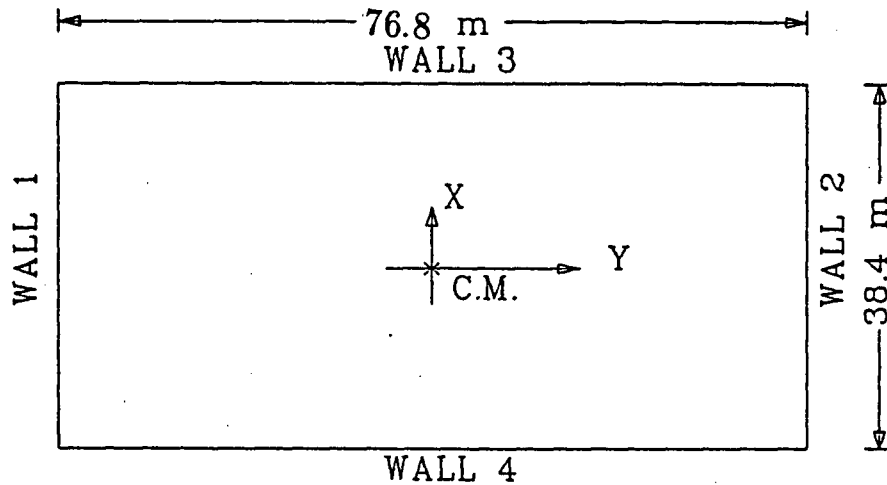 76.8 m
WALL 3
WALL 1
X
Y
C.M.
WALL 2
38.4 m
WALL 4